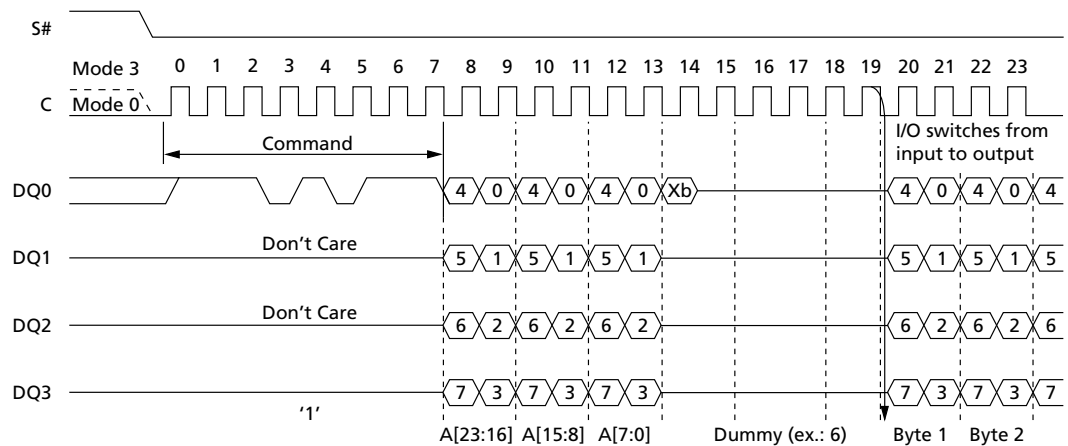 S#
Mode 3 0 1 2 3 4 5 6 7 8 9 10 11 12 13 14 15 16 17 18 19 20 21 22 23
C Mode 0
I/O switches from
input to output
Command
DQ0 4 0 4 0 4 0 Xb 4 0 4 0 4
Don't Care
DQ1 5 1 5 1 5 1 5 1 5 1 5
Don't Care
DQ2 6 2 6 2 6 2 6 2 6 2 6
DQ3 7 3 7 3 7 3 7 3 7 3 7
'1'
A[23:16] A[15:8] A[7:0] Dummy (ex.: 6) Byte 1 Byte 2